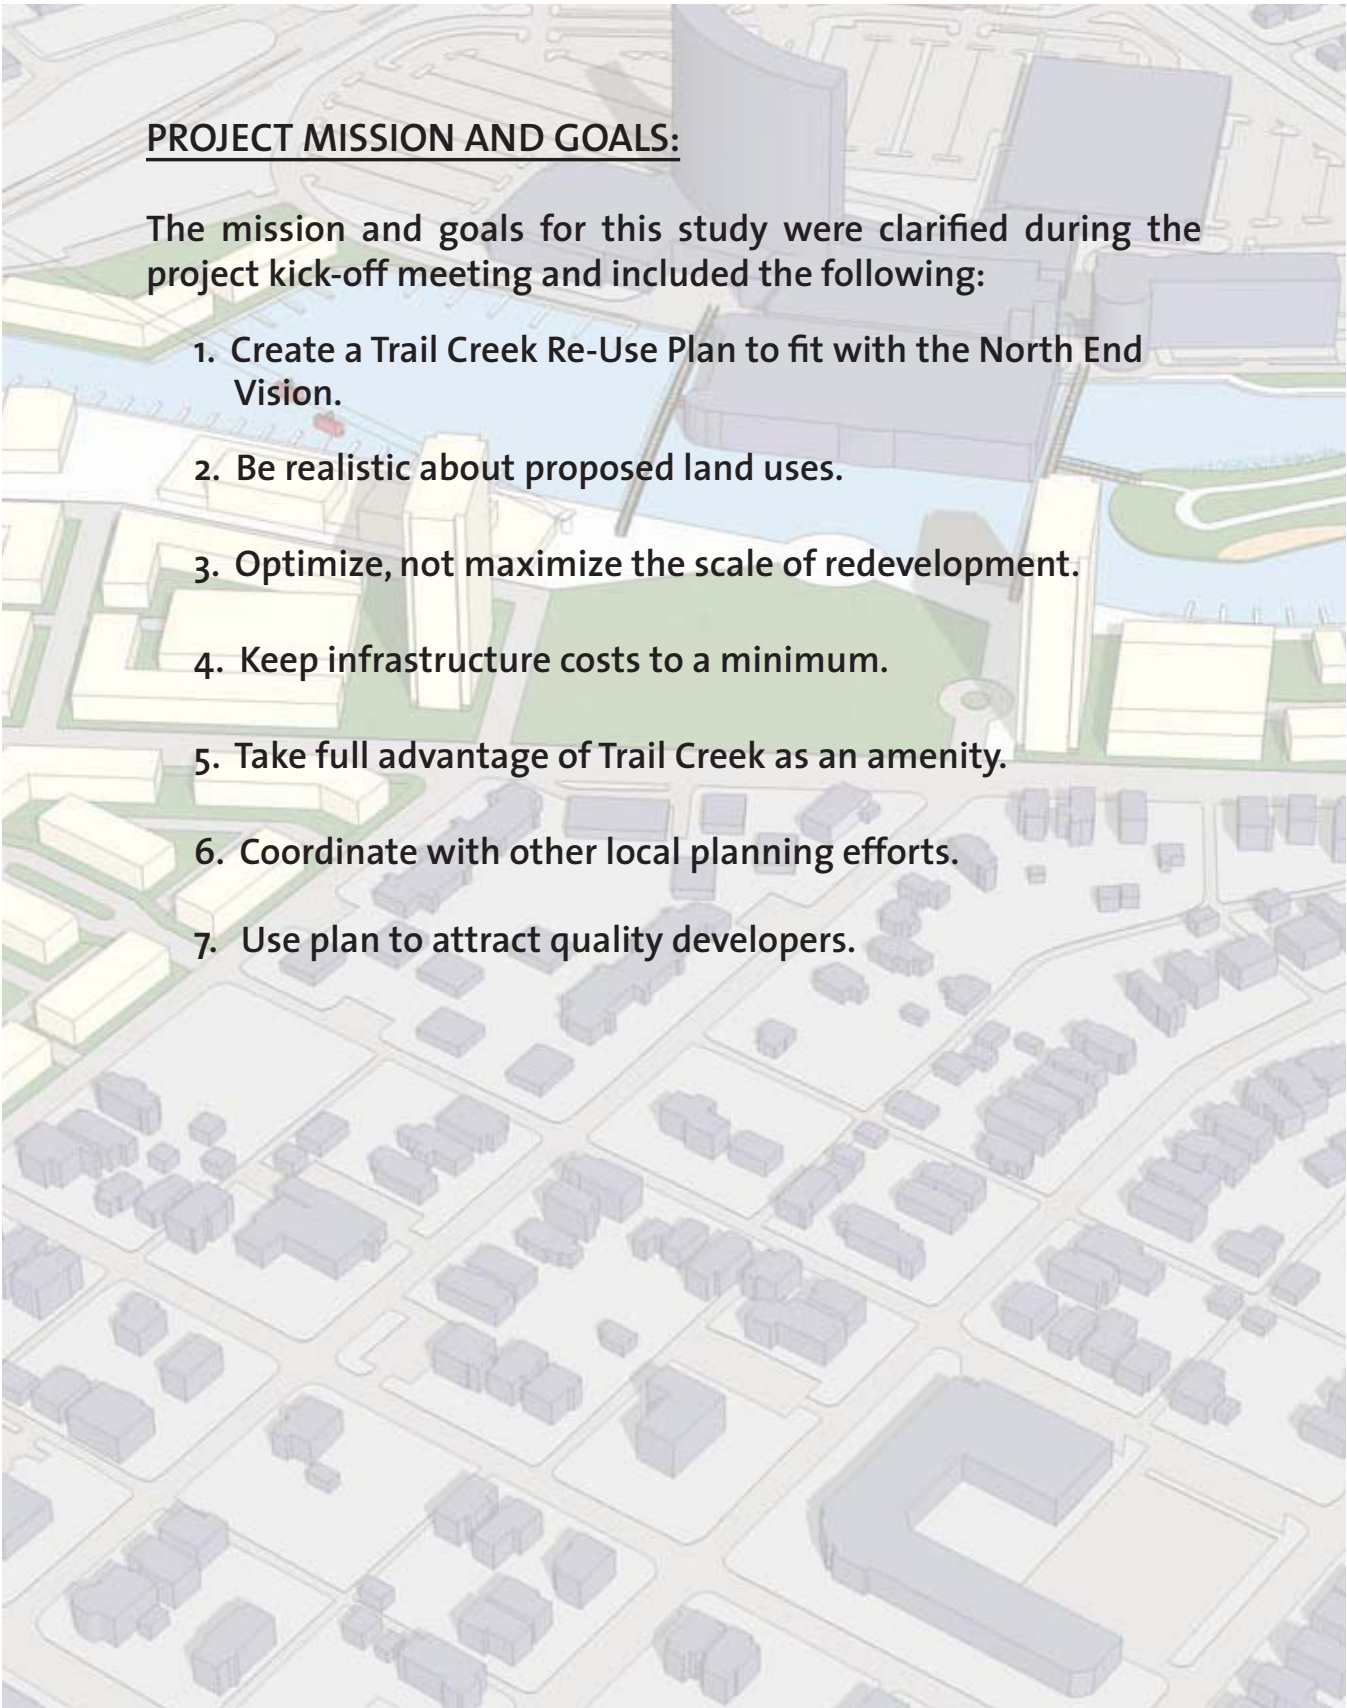 PROJECT MISSION AND GOALS:
The mission and goals for this study were clarified during the
project kick-off meeting and included the following:
1. Create a Trail Creek Re-Use Plan to fit with the North End
Vision.
2. Be realistic about proposed land uses.
3. Optimize, not maximize the scale of redevelopment.
4. Keep infrastructure costs to a minimum.
5. Take full advantage of Trail Creek as an amenity.
6. Coordinate with other local planning efforts.
7. Use plan to attract quality developers.